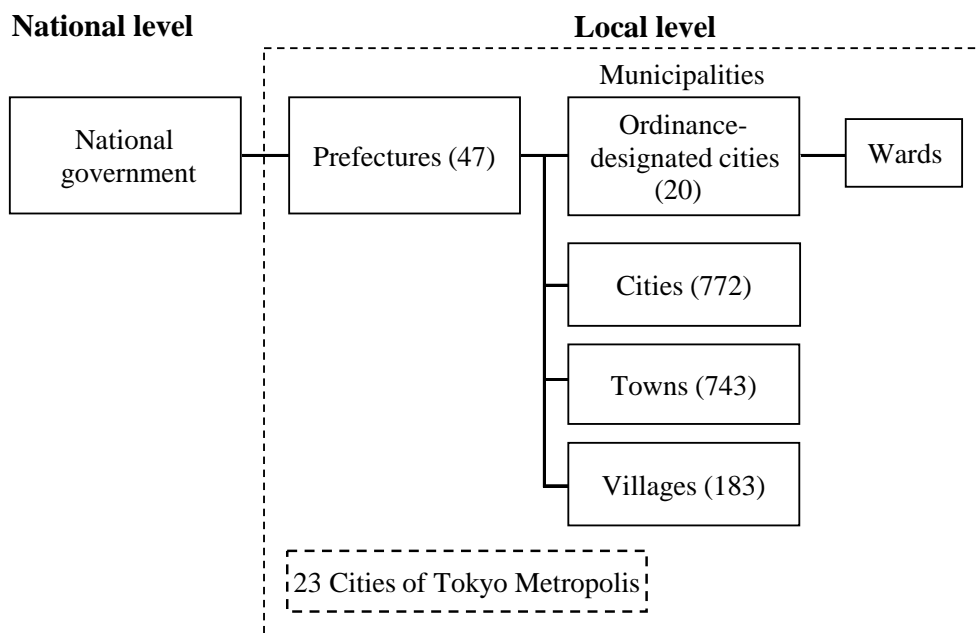 National level
Local level
Municipalities
National
government
Prefectures (47)
Ordinance-
designated cities
(20)
Wards
Cities (772)
Towns (743)
Villages (183)
23 Cities of Tokyo Metropolis